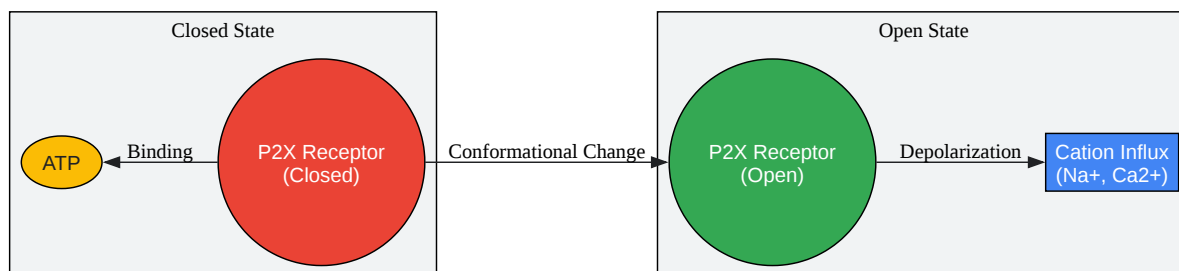 Closed State
Open State
ATP
Binding
P2X Receptor
(Closed)
Conformational Change
P2X Receptor
(Open)
Depolarization
Cation Influx
(Na+, Ca2+)